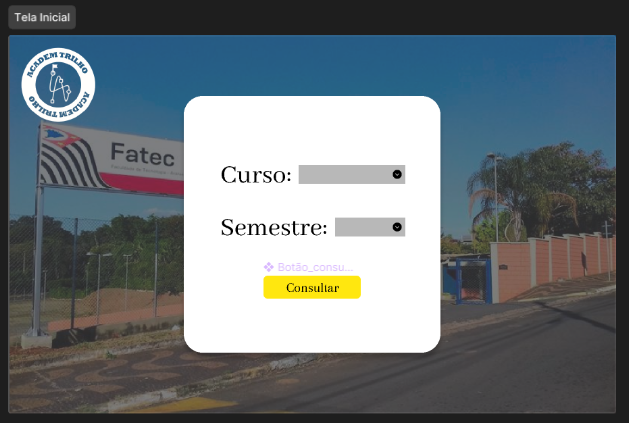 Tela Inicial
ACADEM TRILHO
ACADEM TRILHO
Fatec
Curso:
Semestre:
Botão_consu...
Consultar